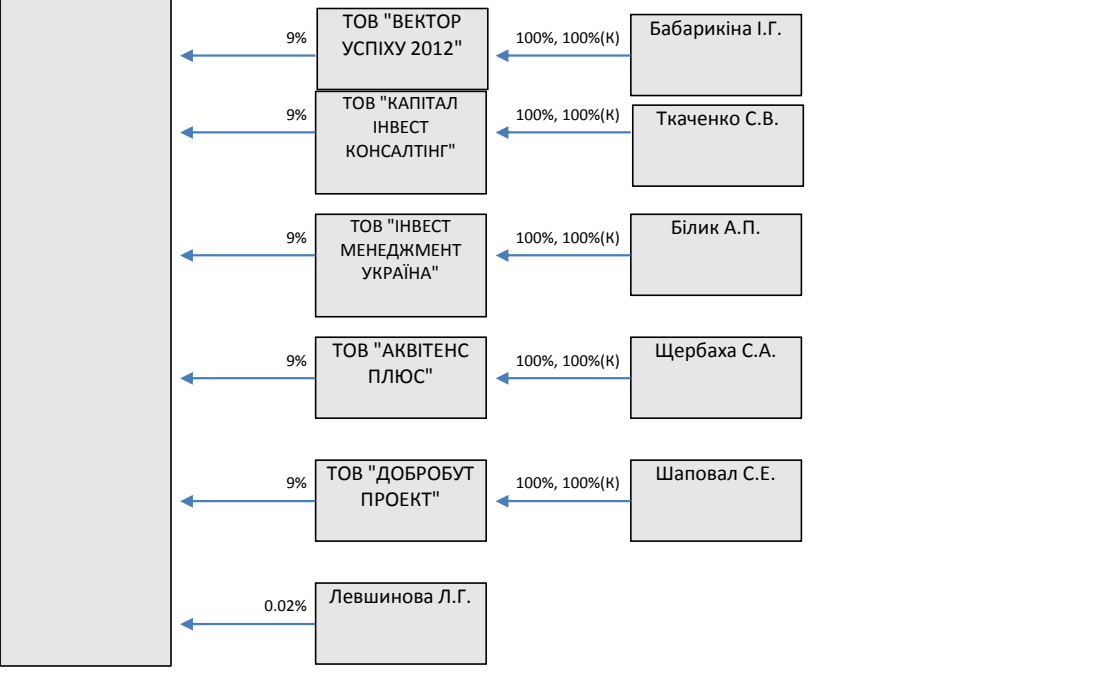 9%
ТОВ "ВЕКТОР
УСПІХУ 2012"
100%, 100%(К)
Бабарикіна І.Г.
9%
ТОВ "КАПІТАЛ
ІНВЕСТ
КОНСАЛТІНГ"
100%, 100%(К)
Ткаченко С.В.
9%
ТОВ "ІНВЕСТ
МЕНЕДЖМЕНТ
УКРАЇНА"
100%, 100%(К)
Білик А.П.
9%
ТОВ "АКВІТЕНС
ПЛЮС"
100%, 100%(К)
Щербаха С.А.
9%
ТОВ "ДОБРОБУТ
ПРОЕКТ"
100%, 100%(К)
Шаповал С.Е.
0.02%
Левшинова Л.Г.